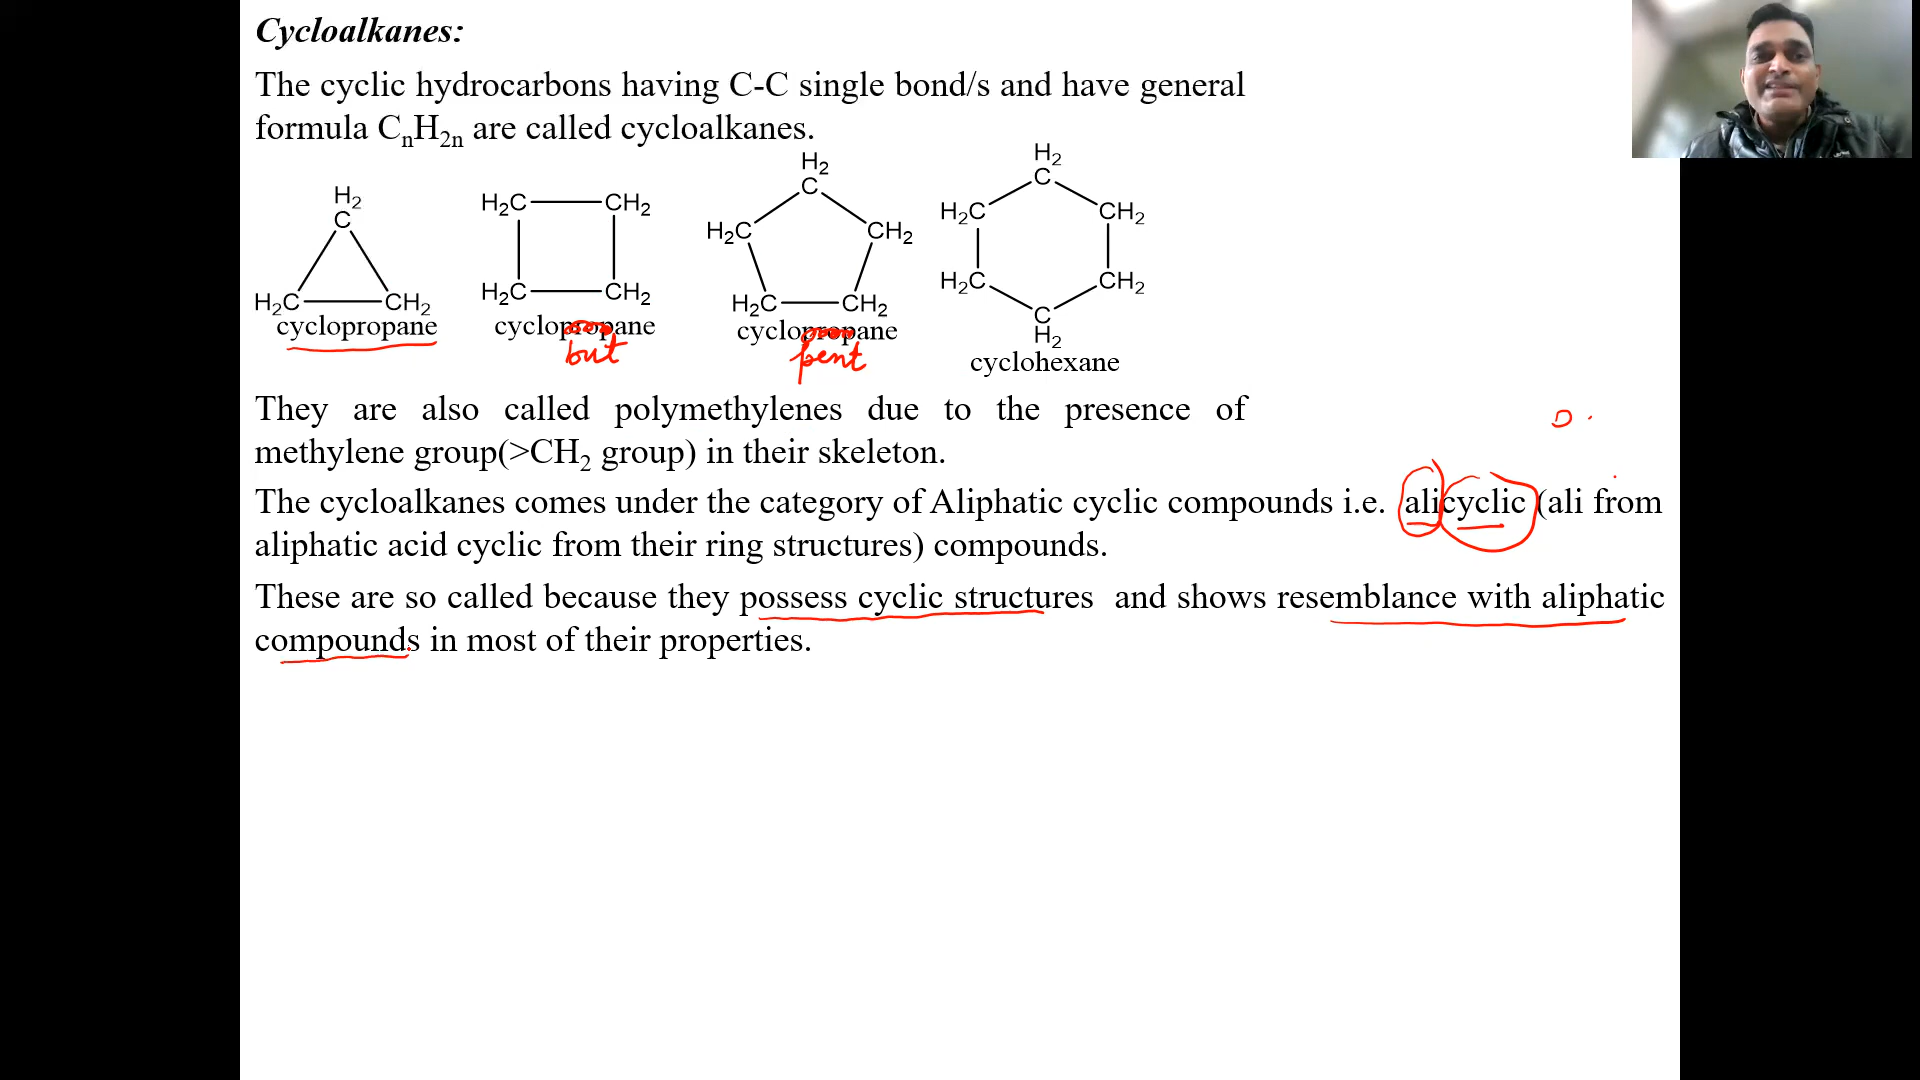 Cycloalkanes:
The cyclic hydrocarbons having C-C single bond/s and have general
formula CnH2n are called cycloalkanes.
H2
C
H2C CH2
cyclopropane
H2C CH2
H2C CH2
cyclopropane
but
H2
C
H2C CH2
H2C CH2
cyclopropane
pent
H2
C
H2C CH2
H2C CH2
C
H2
cyclohexane
They are also called polymethylenes due to the presence of
methylene group(>CH2 group) in their skeleton.
The cycloalkanes comes under the category of Aliphatic cyclic compounds i.e. alicyclic (ali from
aliphatic acid cyclic from their ring structures) compounds.
These are so called because they possess cyclic structures and shows resemblance with aliphatic
compounds in most of their properties.